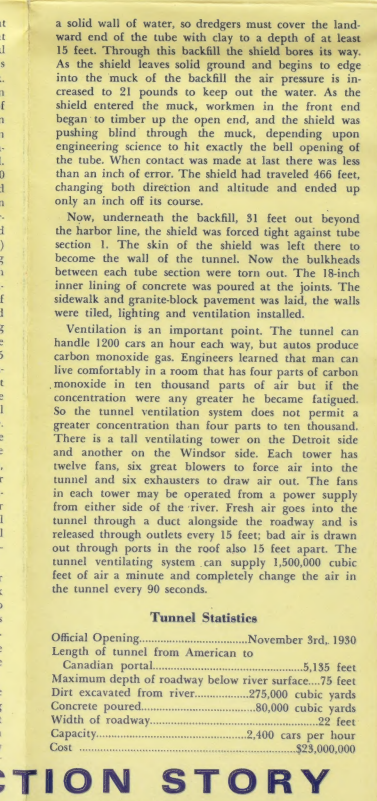 a solid wall of water, so dredgers must cover the land-
ward end of the tube with clay to a depth of at least
15 feet. Through this backfill the shield bores its way.
As the shield leaves solid ground and begins to edge
into the muck of the backfill the air pressure is in-
creased to 21 pounds to keep out the water. As the
shield entered the muck, workmen in the front end
began to timber up the open end, and the shield was
pushing blind through the muck, depending upon
engineering science to hit exactly the bell opening of
the tube. When contact was made at last there was less
than an inch of error. The shield had traveled 466 feet,
changing both direction and altitude and ended up
only an inch off its course.
Now, underneath the backfill, 31 feet out beyond
the harbor line, the shield was forced tight against tube
section 1. The skin of the shield was left there to
become the wall of the tunnel. Now the bulkheads
between each tube section were torn out. The 18-inch
inner lining of concrete was poured at the joints. The
sidewalk and granite-block pavement was laid, the walls
were tiled, lighting and ventilation installed.
Ventilation is an important point. The tunnel can
handle 1200 cars an hour each way, but autos produce
carbon monoxide gas. Engineers learned that man can
live comfortably in a room that has four parts of carbon
monoxide in ten thousand parts of air but if the
concentration were any greater he became fatigued.
So the tunnel ventilation system does not permit a
greater concentration than four parts to ten thousand.
There is a tall ventilating tower on the Detroit side
and another on the Windsor side. Each tower has
twelve fans, six great blowers to force air into the
tunnel and six exhausters to draw air out. The fans
in each tower may be operated from a power supply
from either side of the river. Fresh air goes into the
tunnel through a duct alongside the roadway and is
released through outlets every 15 feet; bad air is drawn
out through ports in the roof also 15 feet apart. The
tunnel ventilating system can supply 1,500,000 cubic
feet of air a minute and completely change the air in
the tunnel every 90 seconds.
Tunnel Statistics
Official Opening......................................November 3rd, 1930
Length of tunnel from American to
Canadian portal.................................................5,135 feet
Maximum depth of roadway below river surface....75 feet
Dirt excavated from river...................275,000 cubic yards
Concrete poured.................................80,000 cubic yards
Width of roadway....................................................22 feet
Capacity..............................................2,400 cars per hour
Cost ..............................................................$23,000,000
CTION STORY